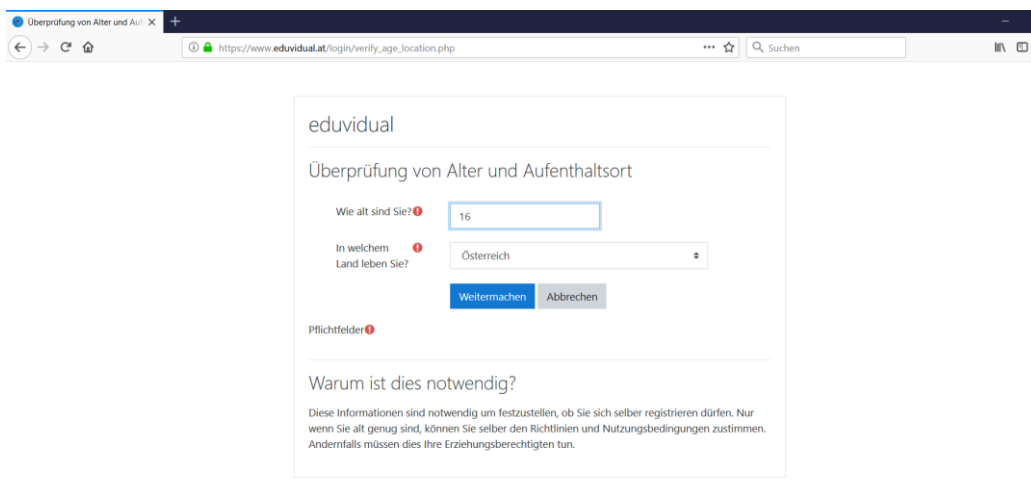 Überprüfung von Alter und Auf
https://www.eduvidual.at/login/verify_age_location.php
Suchen
eduvidual
Überprüfung von Alter und Aufenthaltsort
Wie alt sind Sie?
16
In welchem
Land leben Sie?
Österreich
Weitermachen Abbrechen
Pflichtfelder
Warum ist dies notwendig?
Diese Informationen sind notwendig um festzustellen, ob Sie sich selber registrieren dürfen. Nur
wenn Sie alt genug sind, können Sie selber den Richtlinien und Nutzungsbedingungen zustimmen.
Andernfalls müssen dies Ihre Erziehungsberechtigten tun.